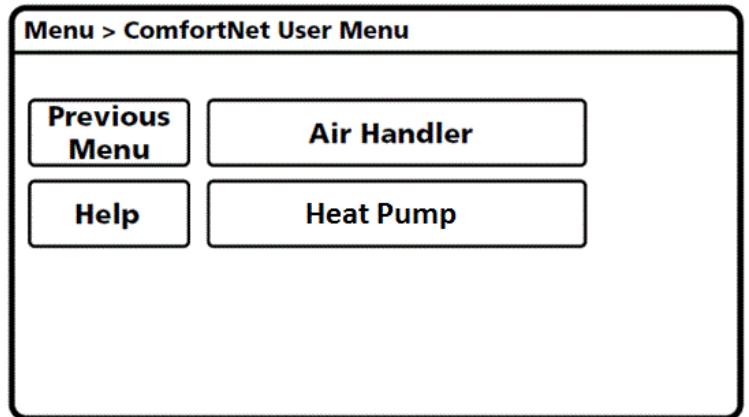 Menu > ComfortNet User Menu
Previous
Menu
Air Handler
Help
Heat Pump